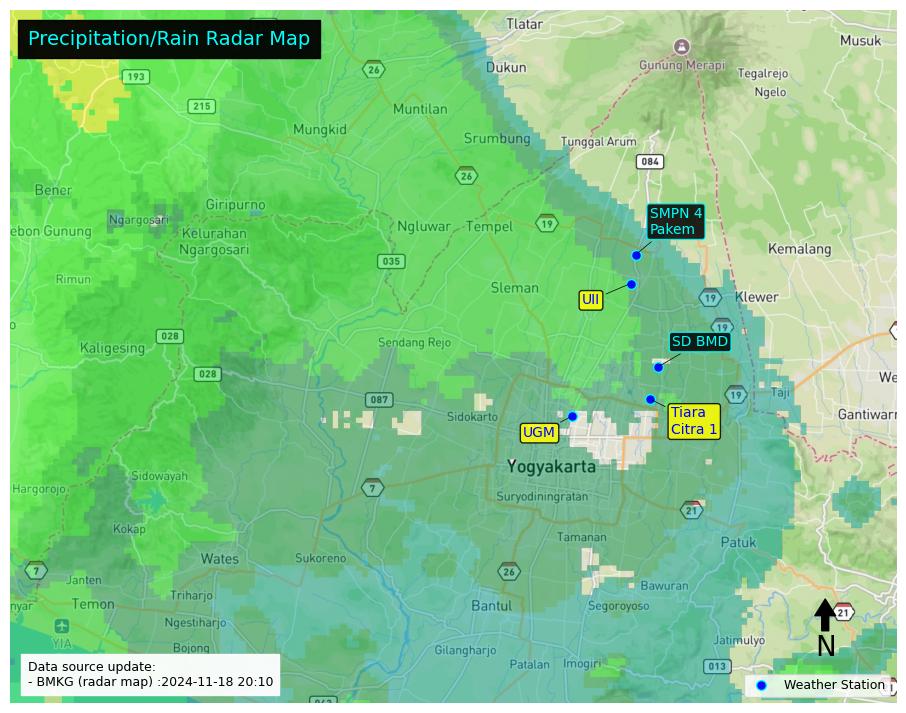 Precipitation/Rain Radar Map
Tlatar
Musuk
193
26
Dukun
Gunung Merapi
Tegalrejo
Ngelo
215
Muntilan
Mungkid
Srumbung
Tunggal Arum
084
26
Bener
Giripurno
Ngargosari
ebon Gunung
Kelurahan
Ngargosari
Ngluwar
Tempel
19
SMPN 4
Pakem
Kemalang
035
Rimun
Sleman
UII
19
Klewer
19
028
Kaligesing
Sendang Rejo
SD BMD
We
028
087
Sidokarto
19
Taji
Tiara
Citra 1
Gantiwarn
UGM
Yogyakarta
Sidowayah
Hargorojo
7
Suryodiningratan
21
Kokap
Tamanan
Patuk
Wates
Sukoreno
7
26
Janten
Bawuran
Triharjo
nyar
Temon
Bantul
Segoroyoso
21
Ngestiharjo
YIA
N
Jatimulyo
Bojong
Gilangharjo
Patalan
Imogiri
013
Data source update:
- BMKG (radar map) :2024-11-18 20:10
Weather Station